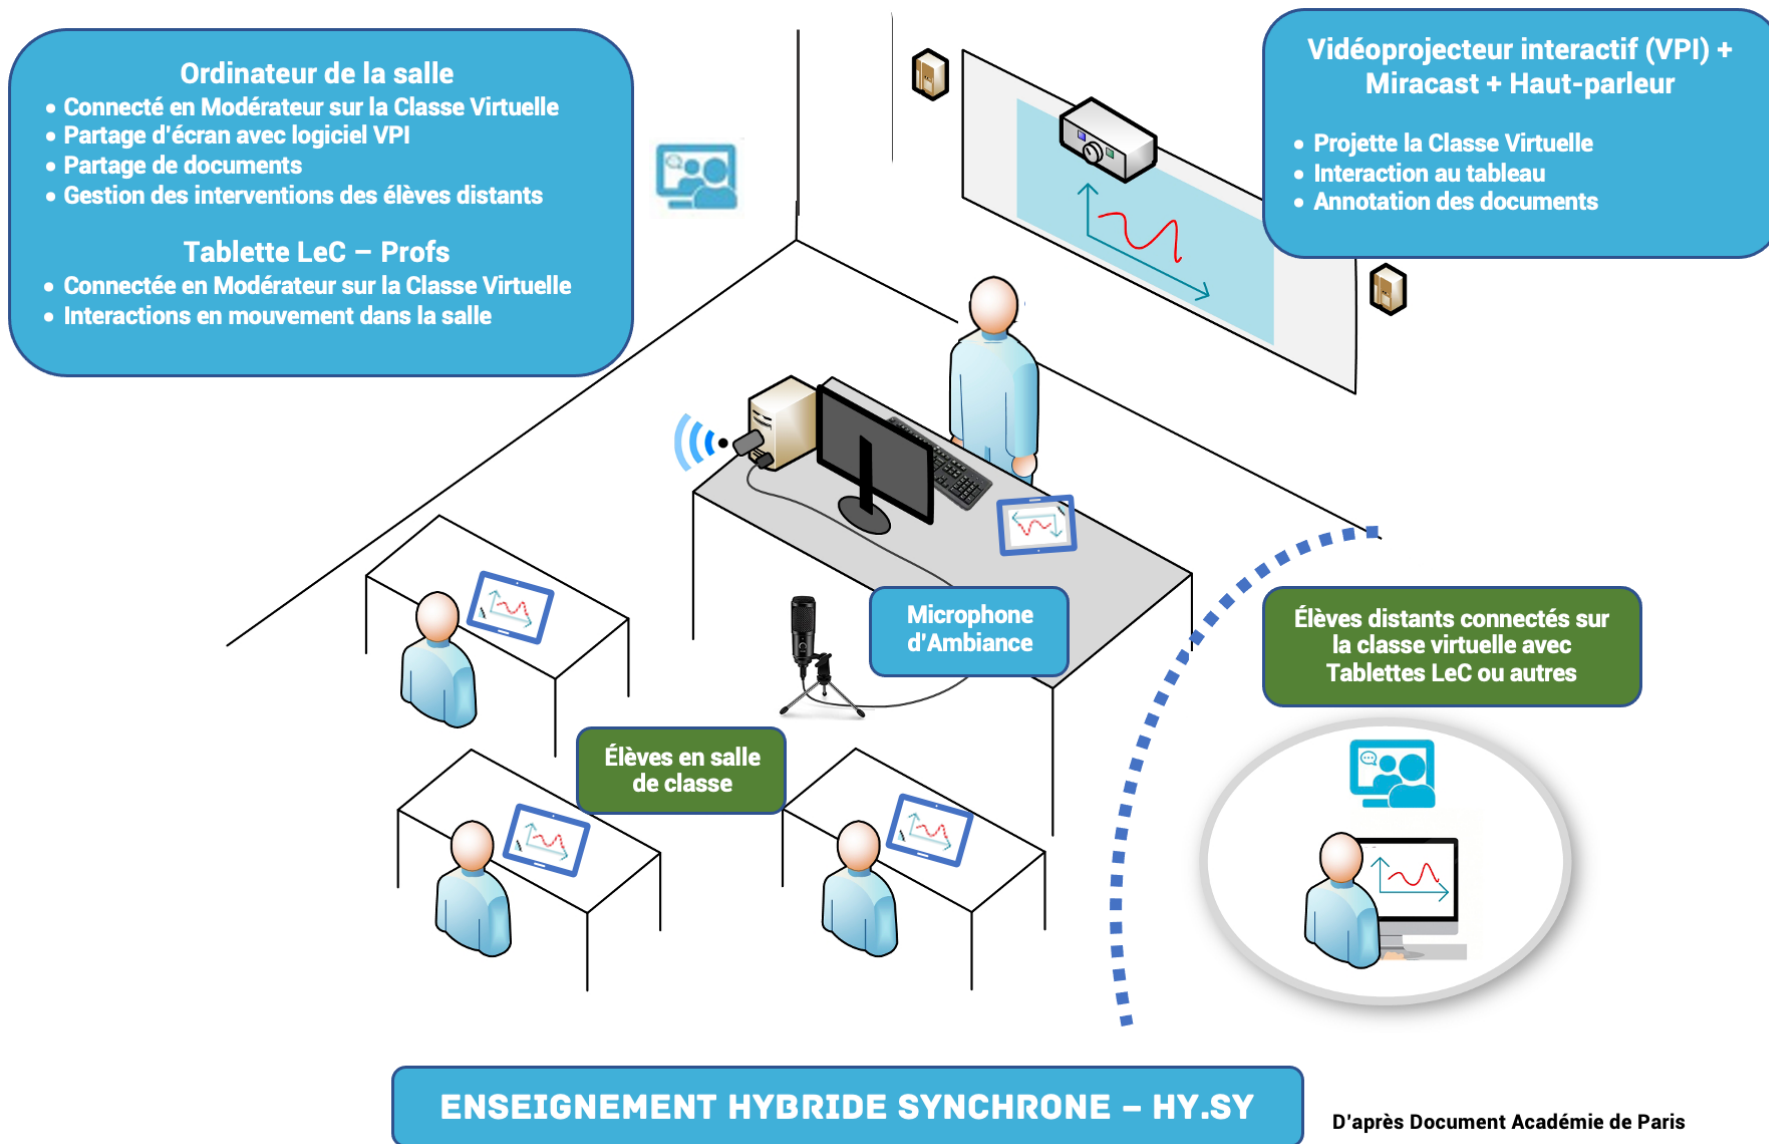 Ordinateur de la salle
• Connecté en Modérateur sur la Classe Virtuelle
• Partage d'écran avec logiciel VPI
• Partage de documents
• Gestion des interventions des élèves distants
Tablette LeC – Profs
• Connectée en Modérateur sur la Classe Virtuelle
• Interactions en mouvement dans la salle
Vidéoprojecteur interactif (VPI) +
Miracast + Haut-parleur
• Projette la Classe Virtuelle
• Interaction au tableau
• Annotation des documents
Microphone
d'Ambiance
Élèves distants connectés sur
la classe virtuelle avec
Tablettes LeC ou autres
Élèves en salle
de classe
ENSEIGNEMENT HYBRIDE SYNCHRONE – HY.SY
D'après Document Académie de Paris